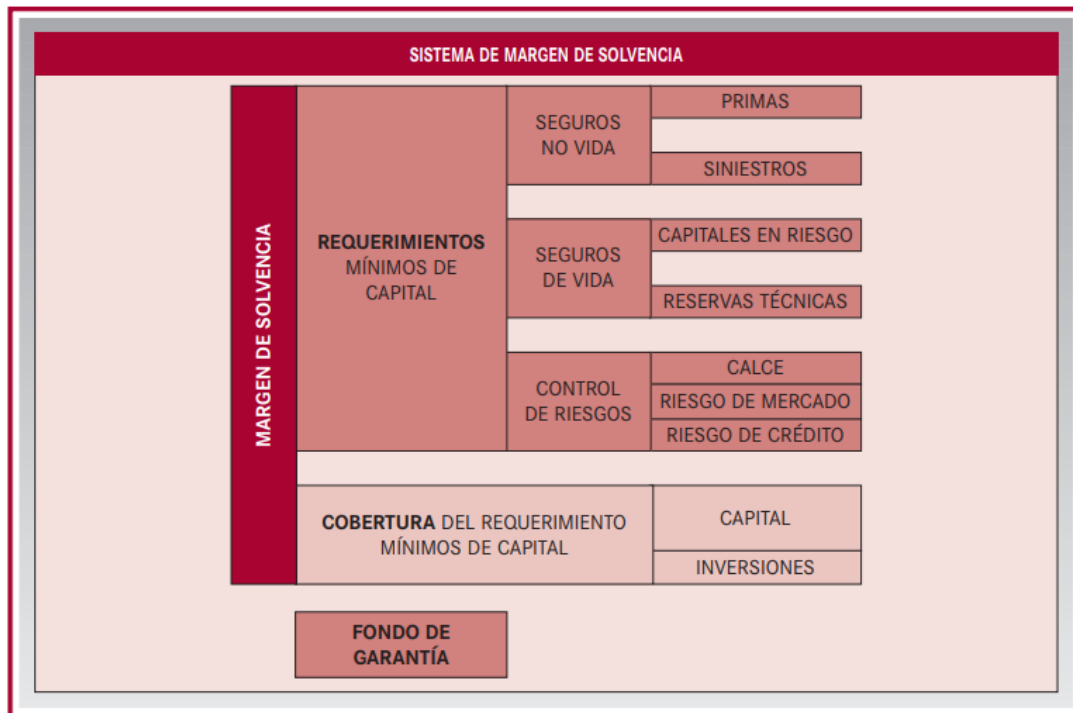 SISTEMA DE MARGEN DE SOLVENCIA
MARGEN DE SOLVENCIA
REQUERIMIENTOS
MÍNIMOS DE
CAPITAL
SEGUROS
NO VIDA
PRIMAS
SINIESTROS
SEGUROS
DE VIDA
CAPITALES EN RIESGO
RESERVAS TÉCNICAS
CONTROL
DE RIESGOS
CALCE
RIESGO DE MERCADO
RIESGO DE CRÉDITO
COBERTURA DEL REQUERIMIENTO
MÍNIMOS DE CAPITAL
CAPITAL
INVERSIONES
FONDO DE
GARANTÍA